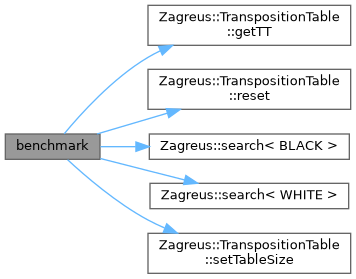 Zagreus::TranspositionTable
::getTT
Zagreus::TranspositionTable
::reset
benchmark
Zagreus::search< BLACK >
Zagreus::search< WHITE >
Zagreus::TranspositionTable
::setTableSize